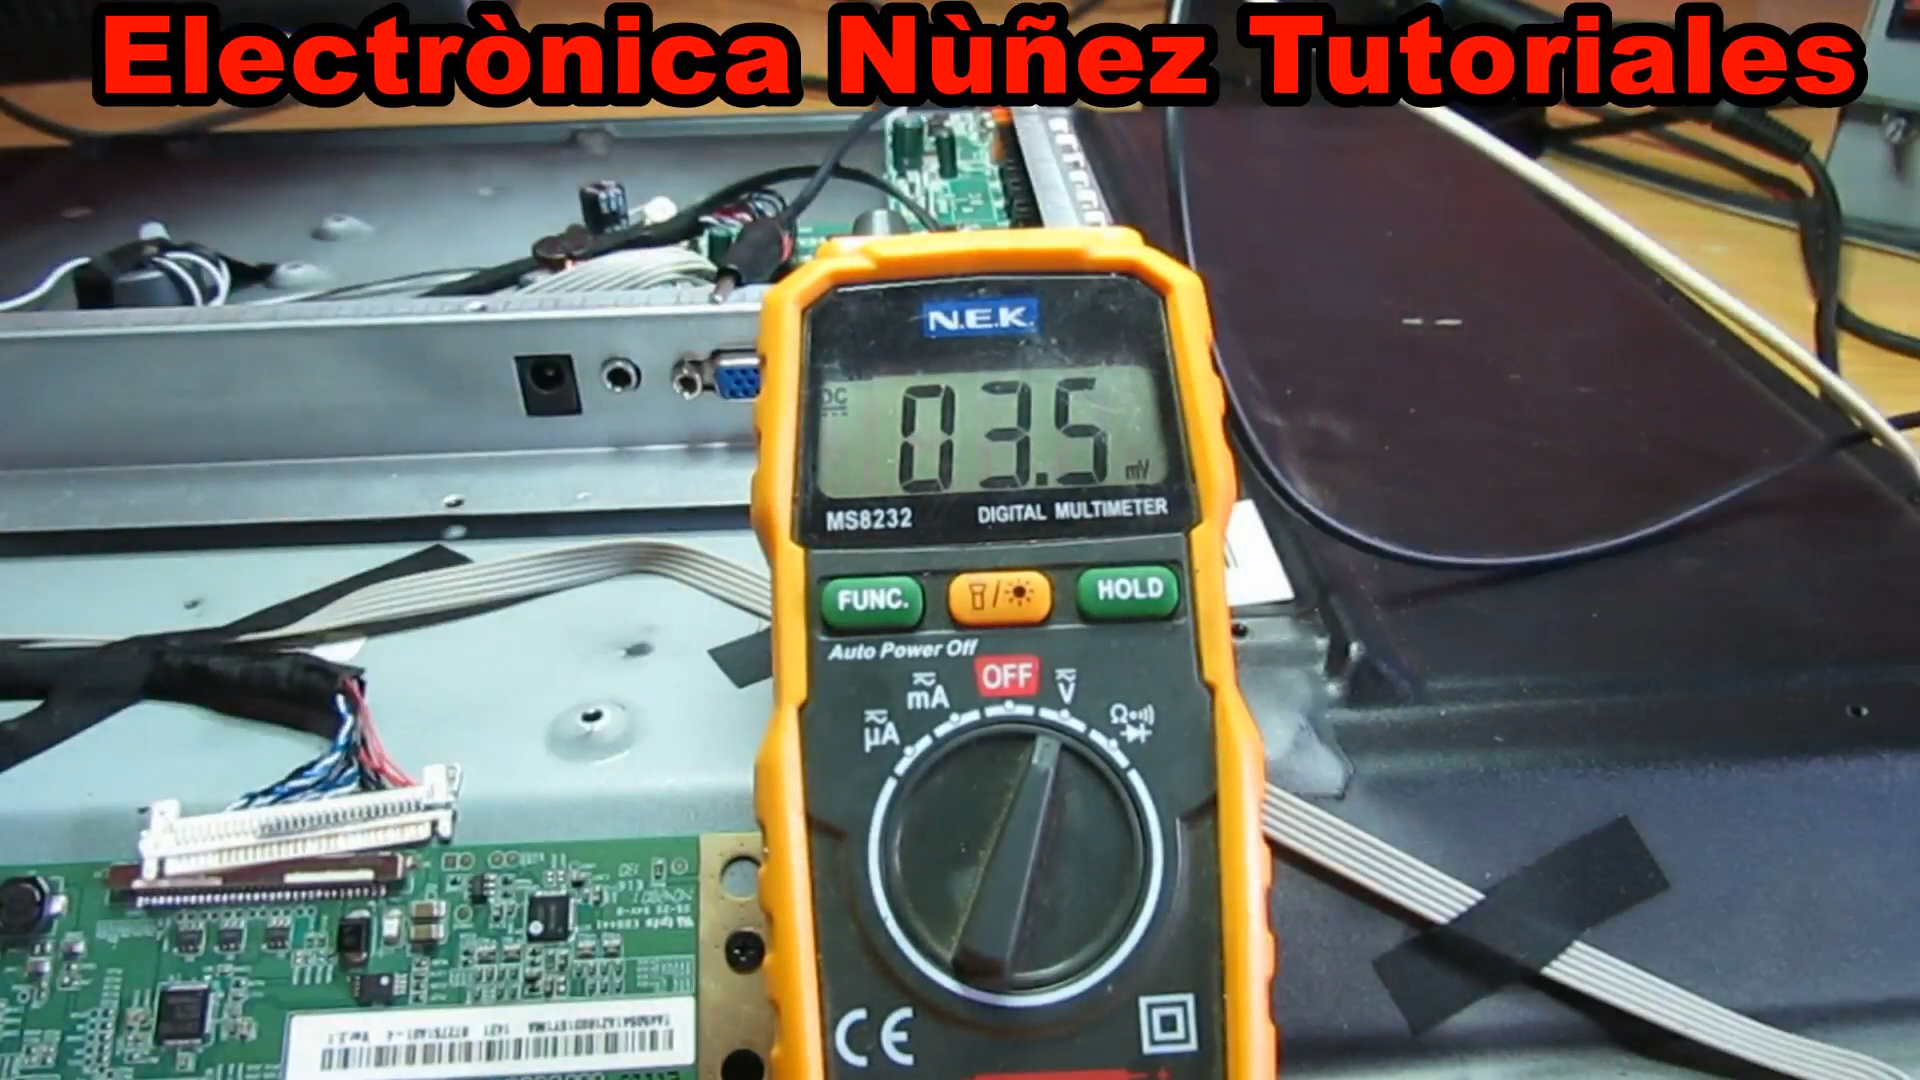 Electrònica Nùñez Tutoriales
N.E.K.
DC
03.5 mV
MS8232 DIGITAL MULTIMETER
FUNC.
HOLD
Auto Power Off
OFF
mA
V
µA
Ω
CE